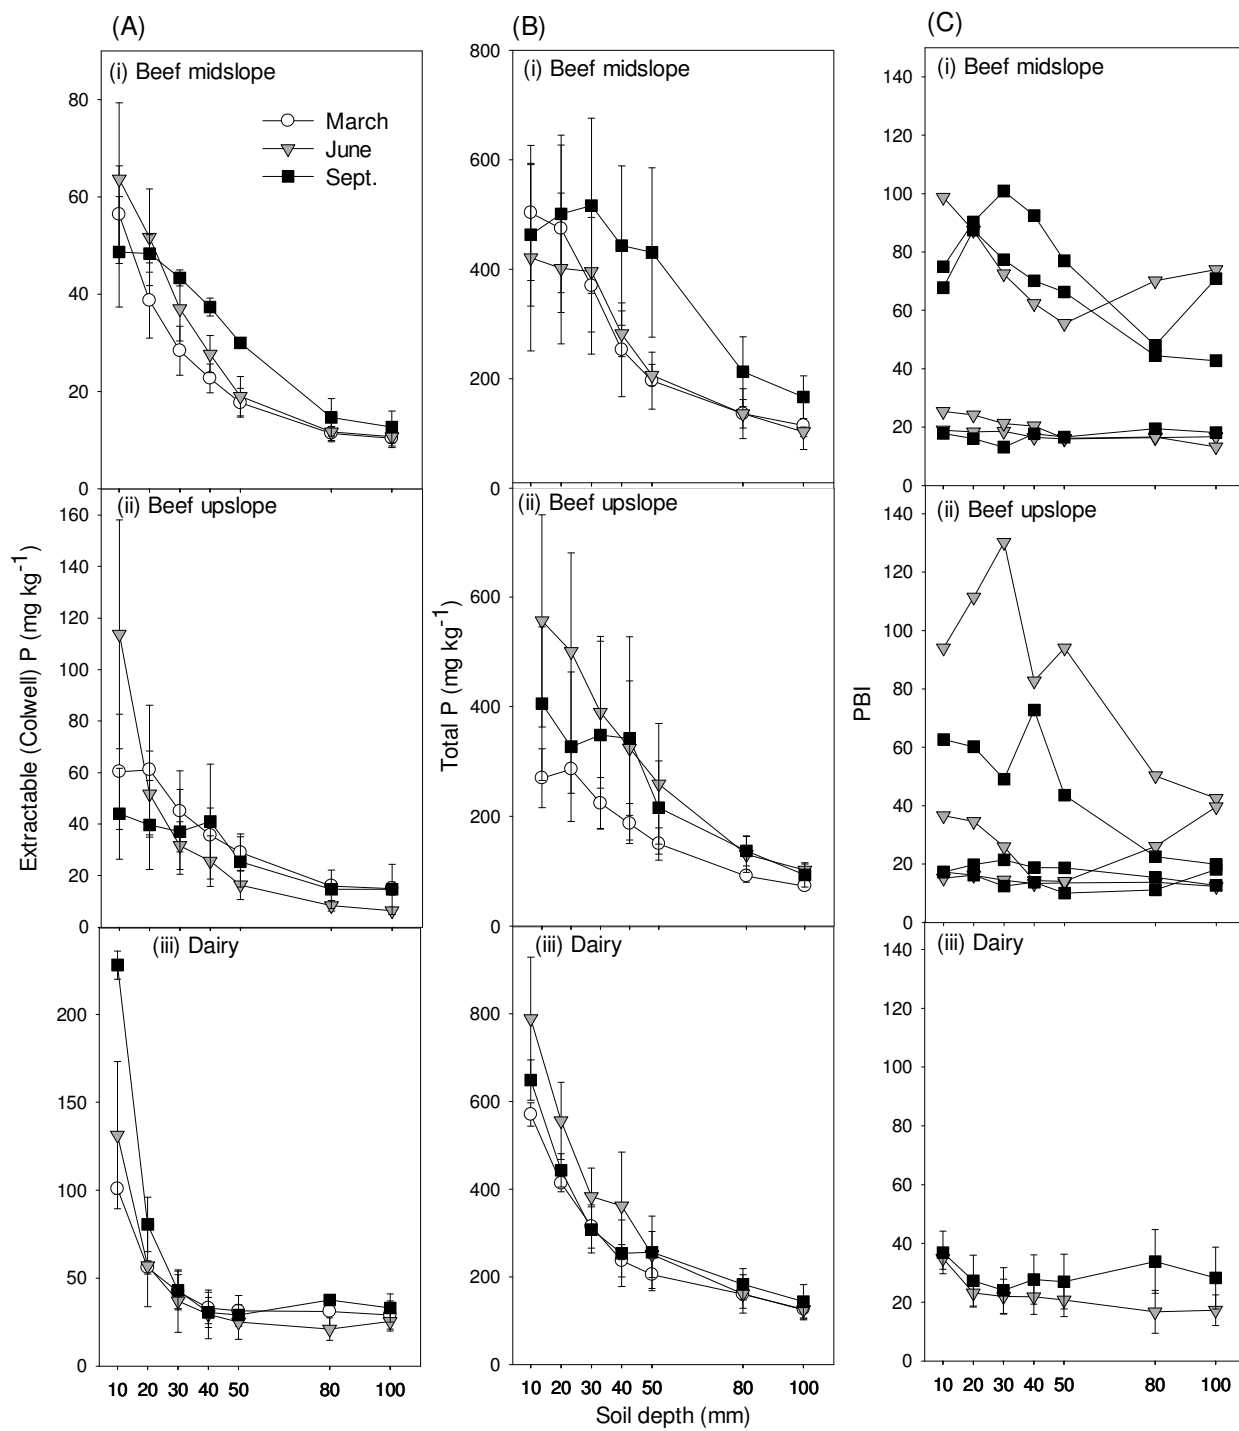 (A)
(i) Beef midslope
March
June
Sept.
80
60
40
20
0
(ii) Beef upslope
160
140
120
100
80
60
40
20
0
(iii) Dairy
200
150
100
50
0
10 20 30 40 50 80 100
Extractable (Colwell) P (mg kg⁻¹)
(B)
800
(i) Beef midslope
600
400
200
0
(ii) Beef upslope
600
400
200
0
(iii) Dairy
800
600
400
200
0
10 20 30 40 50 80 100
Total P (mg kg⁻¹)
Soil depth (mm)
(C)
(i) Beef midslope
140
120
100
80
60
40
20
0
(ii) Beef upslope
140
120
100
80
60
40
20
0
(iii) Dairy
140
120
100
80
60
40
20
0
10 20 30 40 50 80 100
PBI